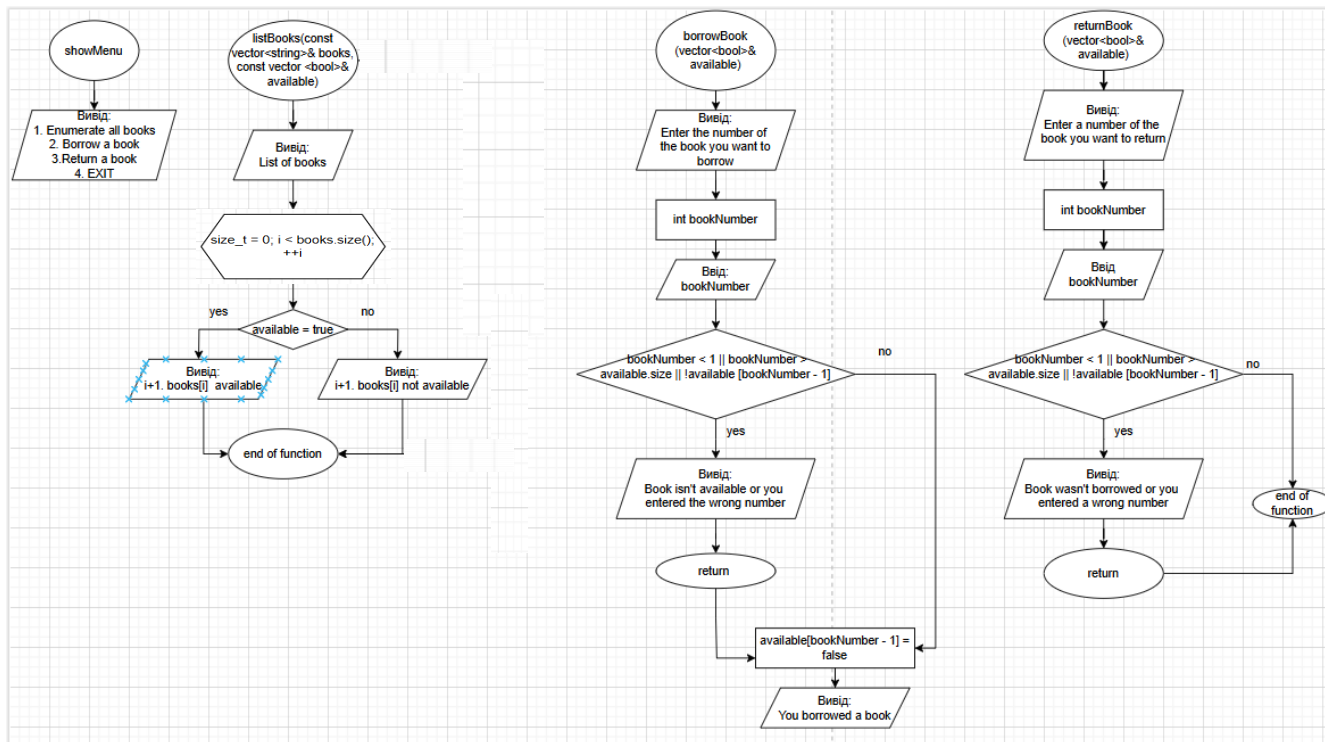 showMenu
Вивід:
1. Enumerate all books
2. Borrow a book
3.Return a book
4. EXIT
listBooks(const
vector<string>& books,
const vector <bool>&
available)
Вивід:
List of books
size_t = 0; i < books.size();
++i
yes
no
available = true
Вивід:
i+1. books[i]  available
Вивід:
i+1. books[i] not available
end of function
borrowBook
(vector<bool>&
available)
Вивід:
Enter the number of
the book you want to
borrow
int bookNumber
Ввід:
bookNumber
bookNumber < 1 || bookNumber >
available.size || !available [bookNumber - 1]
no
yes
Вивід:
Book isn't available or you
entered the wrong number
return
available[bookNumber - 1] =
false
Вивід:
You borrowed a book
returnBook
(vector<bool>&
available)
Вивід:
Enter a number of the
book you want to return
int bookNumber
Ввід
bookNumber
bookNumber < 1 || bookNumber >
available.size || !available [bookNumber - 1]
no
yes
Вивід:
Book wasn't borrowed or you
entered a wrong number
return
end of
function